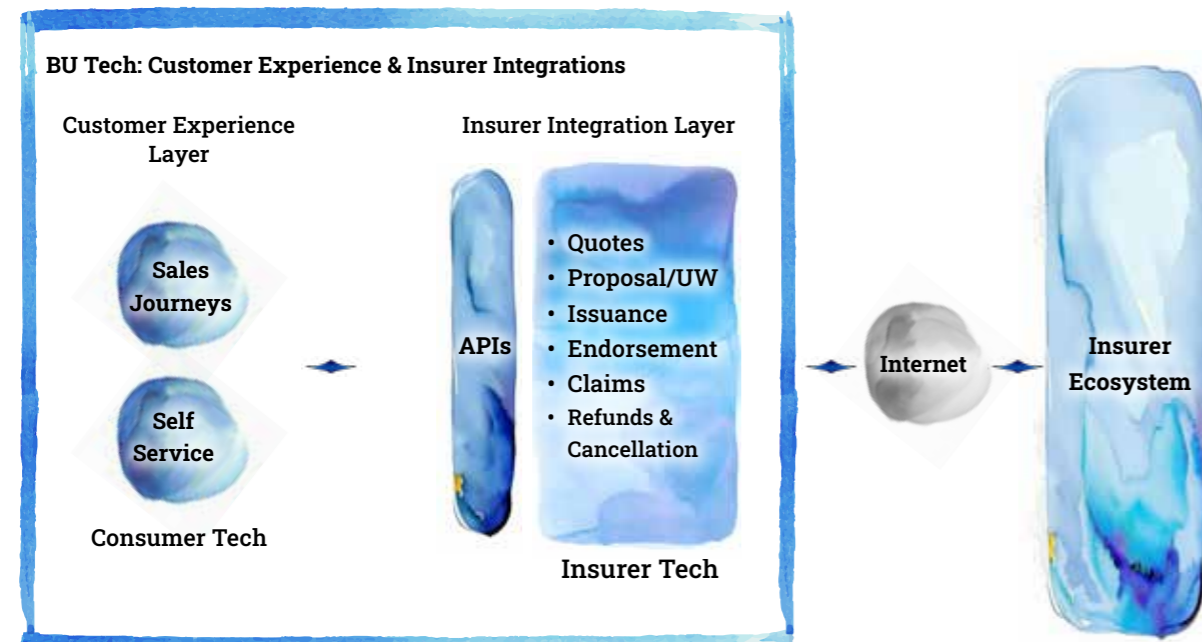 BU Tech: Customer Experience & Insurer Integrations
Customer Experience
Layer
Sales
Journeys
Self
Service
Consumer Tech
Insurer Integration Layer
APIs
• Quotes
• Proposal/UW
• Issuance
• Endorsement
• Claims
• Refunds &
Cancellation
Insurer Tech
Internet
Insurer
Ecosystem